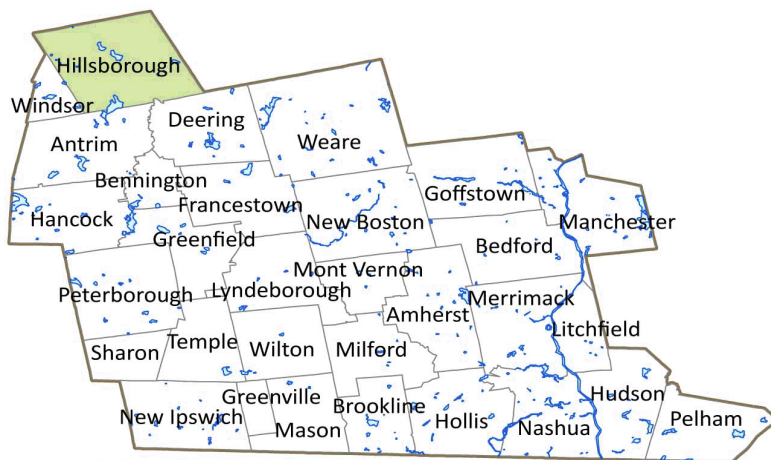 Hillsborough
Windsor
Deering
Antrim
Weare
Bennington
Goffstown
Francestown
Hancock
New Boston
Manchester
Greenfield
Bedford
Mont Vernon
Peterborough
Lyndeborough
Merrimack
Amherst
Litchfield
Temple
Sharon
Wilton
Milford
Hudson
Greenville
Brookline
New Ipswich
Hollis
Pelham
Mason
Nashua